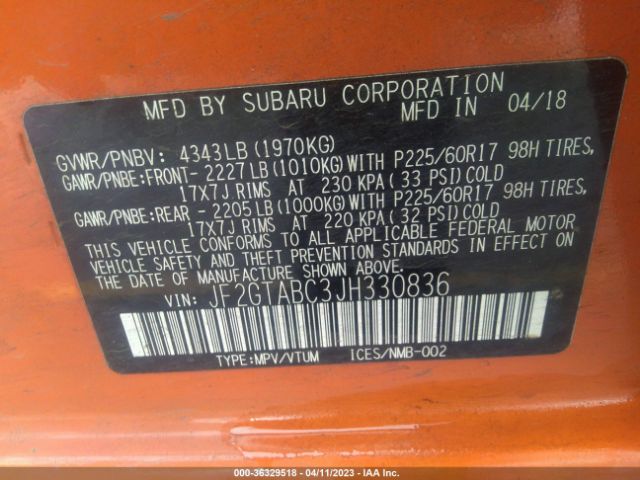 MFD BY SUBARU CORPORATION
MFD IN 04/18
GVWR/PNBV: 4343LB(1970KG)
GAWR/PNBE:FRONT- 2227LB(1010KG)WITH P225/60R17 98H TIRES,
17X7J RIMS AT 230 KPA(33 PSI)COLD
GAWR/PNBE:REAR - 2205LB(1000KG)WITH P225/60R17 98H TIRES,
17X7J RIMS AT 220 KPA(32 PSI)COLD
THIS VEHICLE CONFORMS TO ALL APPLICABLE FEDERAL MOTOR
VEHICLE SAFETY AND THEFT PREVENTION STANDARDS IN EFFECT ON
THE DATE OF MANUFACTURE SHOWN ABOVE.
VIN: JF2GTABC3JH330836
TYPE:MPV/VTUM ICES/NMB-002
000-36329518 - 04/11/2023 - IAA Inc.